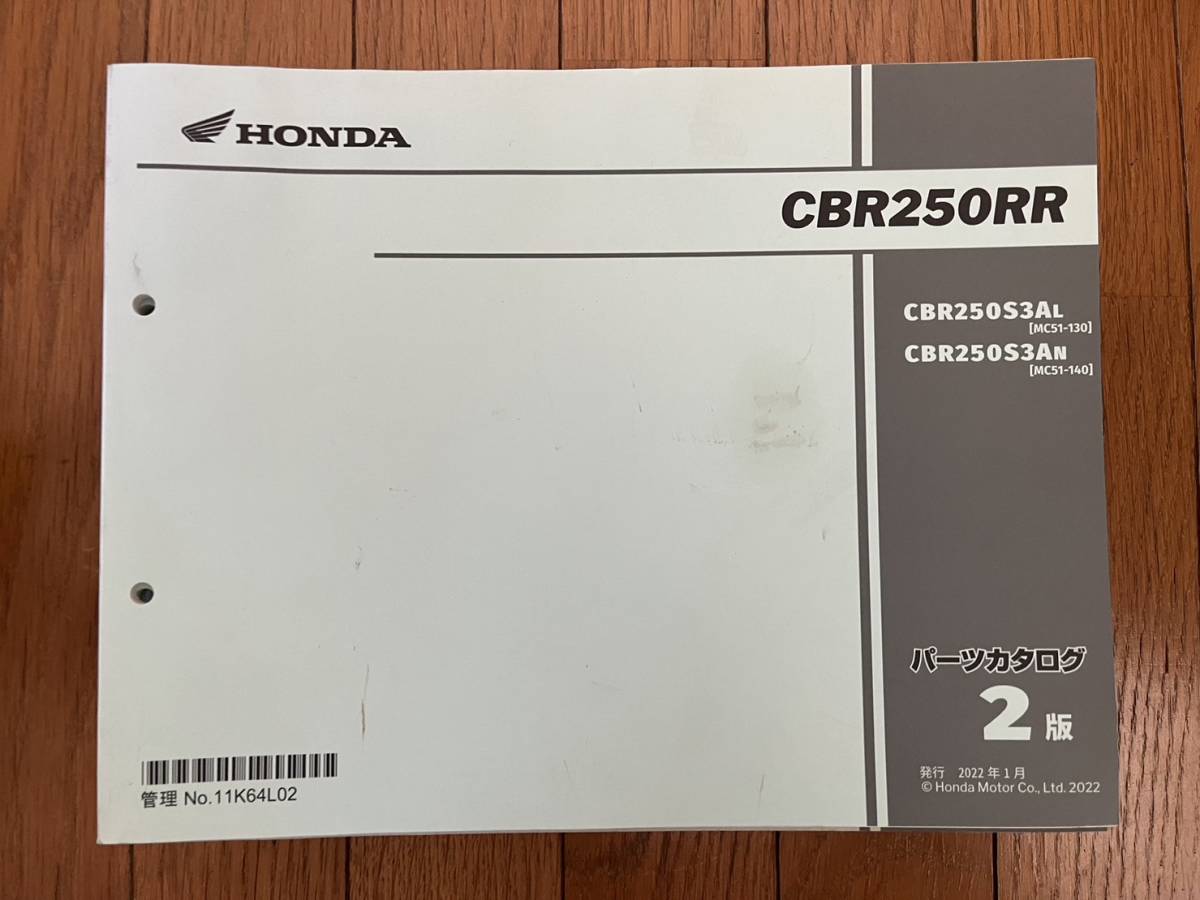 HONDA
CBR250RR
CBR250S3AL
[MC51-130]
CBR250S3AN
[MC51-140]
パーツカタログ
2版
発行 2022年1月
© Honda Motor Co., Ltd. 2022
管理 No.11K64L02